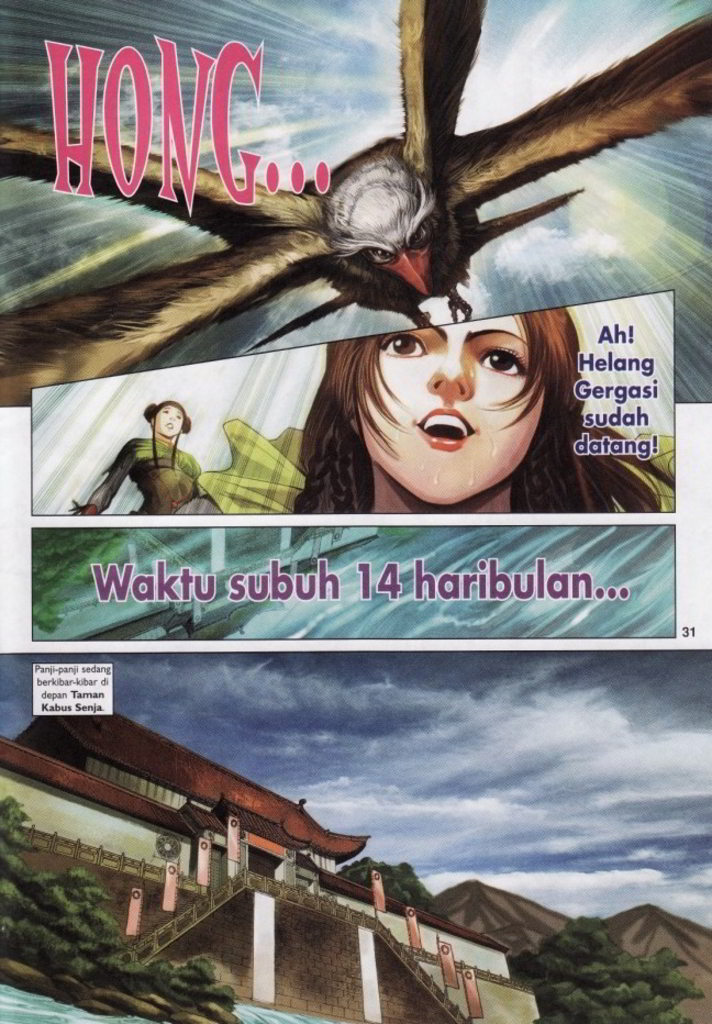 HONG...
Ah!
Helang
Gergasi
sudah
datang!
Waktu subuh 14 haribulan...
31
Panji-panji sedang
berkibar-kibar di
depan Taman
Kabus Senja.